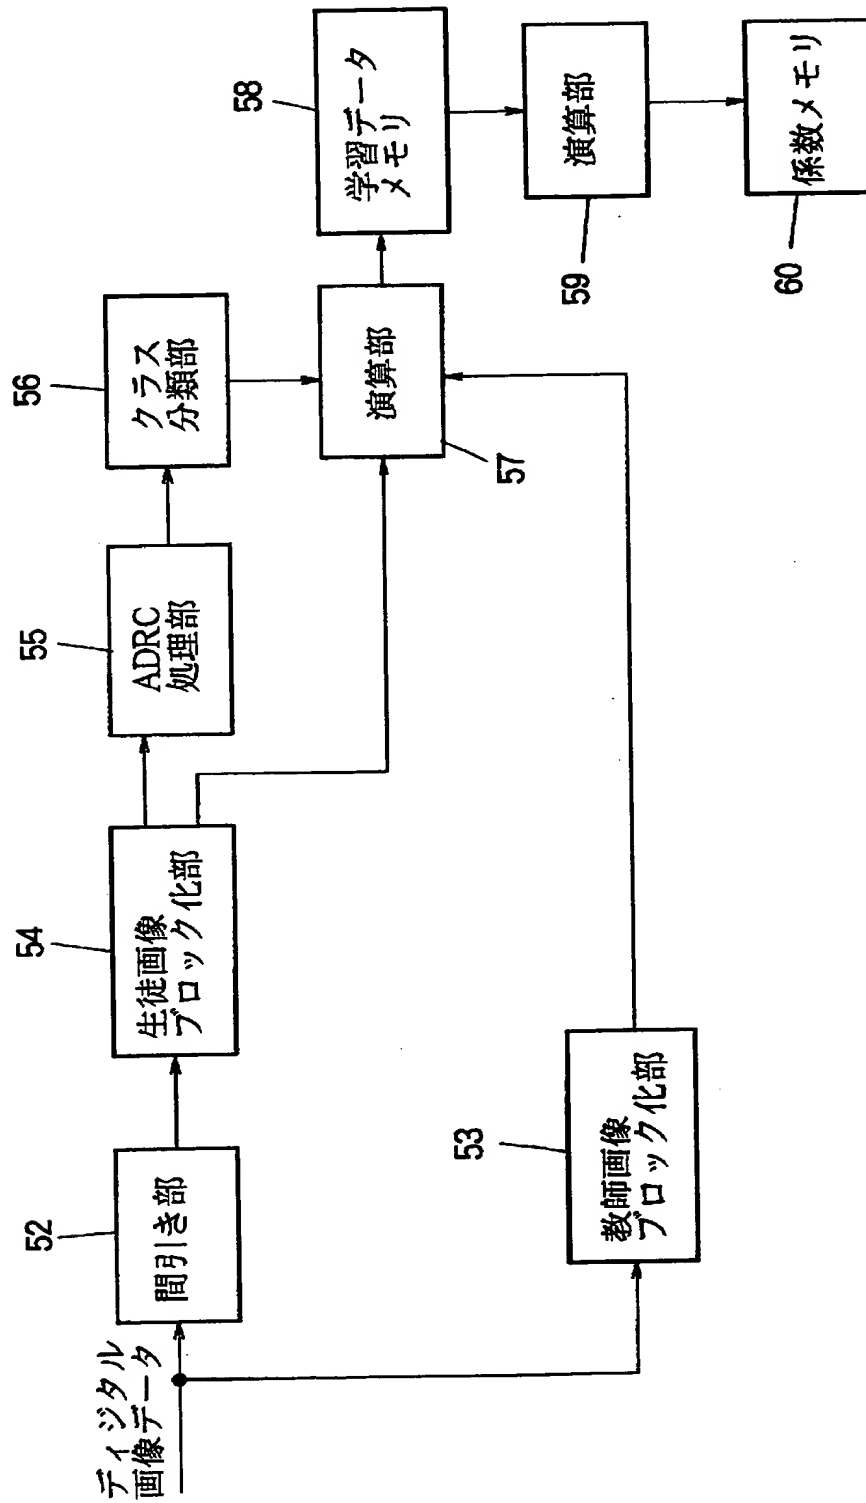 ディジタル
画像データ
52
間引き部
54
生徒画像
ブロック化部
55
ADRC
処理部
56
クラス
分類部
53
教師画像
ブロック化部
57
演算部
58
学習データ
メモリ
59
演算部
60
係数メモリ